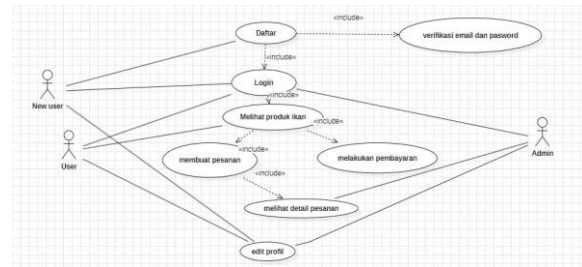 «include»
Daftar
verifikasi email dan pasword
«include»
Login
New user
«include»
Melihat produk ikan
«include»
«include»
User
Admin
membuat pesanan
melakukan pembayaran
«include»
melihat detail pesanan
edit profil